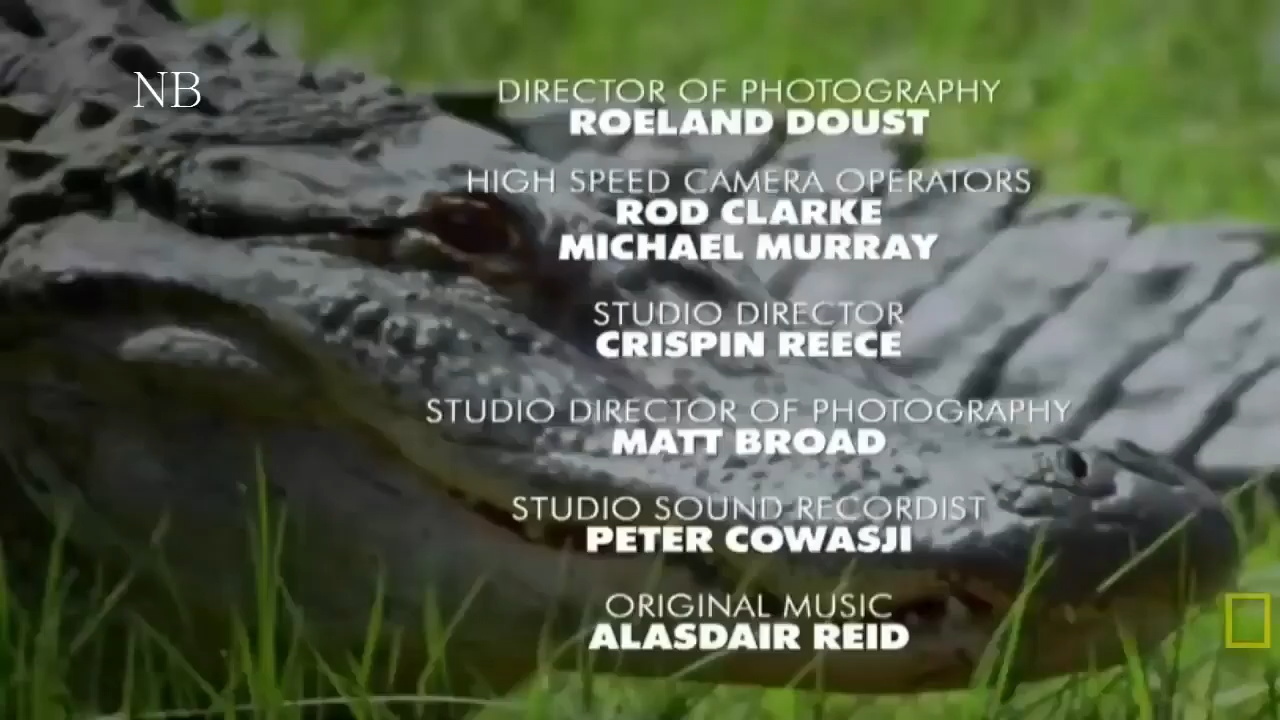 NB
DIRECTOR OF PHOTOGRAPHY
ROELAND DOUST
HIGH SPEED CAMERA OPERATORS
ROD CLARKE
MICHAEL MURRAY
STUDIO DIRECTOR
CRISPIN REECE
STUDIO DIRECTOR OF PHOTOGRAPHY
MATT BROAD
STUDIO SOUND RECORDIST
PETER COWASJI
ORIGINAL MUSIC
ALASDAIR REID